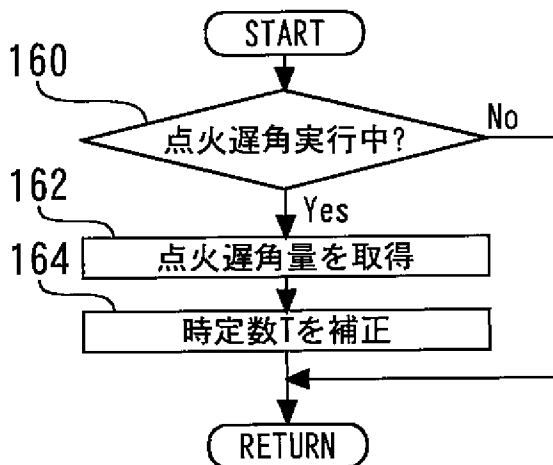 START
160
点火遅角実行中?
No
Yes
162
点火遅角量を取得
164
時定数Tを補正
RETURN